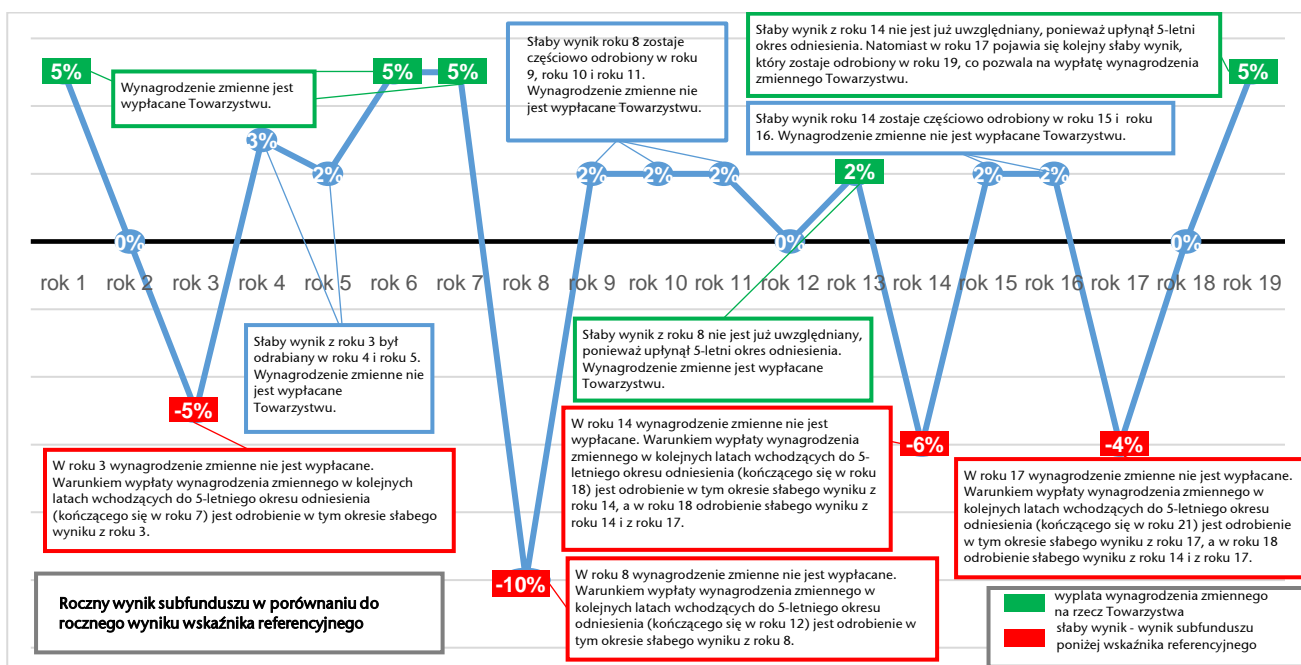 Słaby wynik z roku 14 nie jest już uwzględniany, ponieważ upłynął 5-letni
okres odniesienia. Natomiast w roku 17 pojawia się kolejny słaby wynik,
który zostaje odrobiony w roku 19, co pozwala na wypłatę wynagrodzenia
zmiennego Towarzystwa.
Słaby wynik roku 8 zostaje
częściowo odrobiony w roku
9, roku 10 i roku 11.
Wynagrodzenie zmienne nie
jest wypłacane Towarzystwu.
5%
Wynagrodzenie zmienne jest
wypłacane Towarzystwu.
5%
5%
5%
Słaby wynik roku 14 zostaje częściowo odrobiony w roku 15 i roku
16. Wynagrodzenie zmienne nie jest wypłacane Towarzystwu.
3%
2%
2%
2%
2%
2%
2%
2%
0%
0%
0%
rok 1
rok 2
rok 3
rok 4
rok 5
rok 6
rok 7
rok 8
rok 9
rok 10
rok 11
rok 12
rok 13
rok 14
rok 15
rok 16
rok 17
rok 18
rok 19
Słaby wynik z roku 3 był
odrabiany w roku 4 i roku 5.
Wynagrodzenie zmienne nie
jest wypłacane
Towarzystwu.
Słaby wynik z roku 8 nie jest już uwzględniany,
ponieważ upłynął 5-letni okres odniesienia.
Wynagrodzenie zmienne jest wypłacane
Towarzystwu.
-5%
-6%
-4%
W roku 3 wynagrodzenie zmienne nie jest wypłacane.
Warunkiem wypłaty wynagrodzenia zmiennego w kolejnych
latach wchodzących do 5-letniego okresu odniesienia
(kończącego się w roku 7) jest odrobienie w tym okresie słabego
wyniku z roku 3.
W roku 14 wynagrodzenie zmienne nie jest
wypłacane. Warunkiem wypłaty wynagrodzenia
zmiennego w kolejnych latach wchodzących do 5-
letniego okresu odniesienia (kończącego się w roku
18) jest odrobienie w tym okresie słabego wyniku z
roku 14, a w roku 18 odrobienie słabego wyniku z
roku 14 i z roku 17.
W roku 17 wynagrodzenie zmienne nie jest wypłacane.
Warunkiem wypłaty wynagrodzenia zmiennego w
kolejnych latach wchodzących do 5-letniego okresu
odniesienia (kończącego się w roku 21) jest odrobienie
w tym okresie słabego wyniku z roku 17, a w roku 18
odrobienie słabego wyniku z roku 14 i z roku 17.
-10%
W roku 8 wynagrodzenie zmienne nie jest wypłacane.
Warunkiem wypłaty wynagrodzenia zmiennego w
kolejnych latach wchodzących do 5-letniego okresu
odniesienia (kończącego się w roku 12) jest odrobienie w
tym okresie słabego wyniku z roku 8.
Roczny wynik subfunduszu w porównaniu do
rocznego wyniku wskaźnika referencyjnego
wypłata wynagrodzenia zmiennego
na rzecz Towarzystwa
słaby wynik - wynik subfunduszu
poniżej wskaźnika referencyjnego